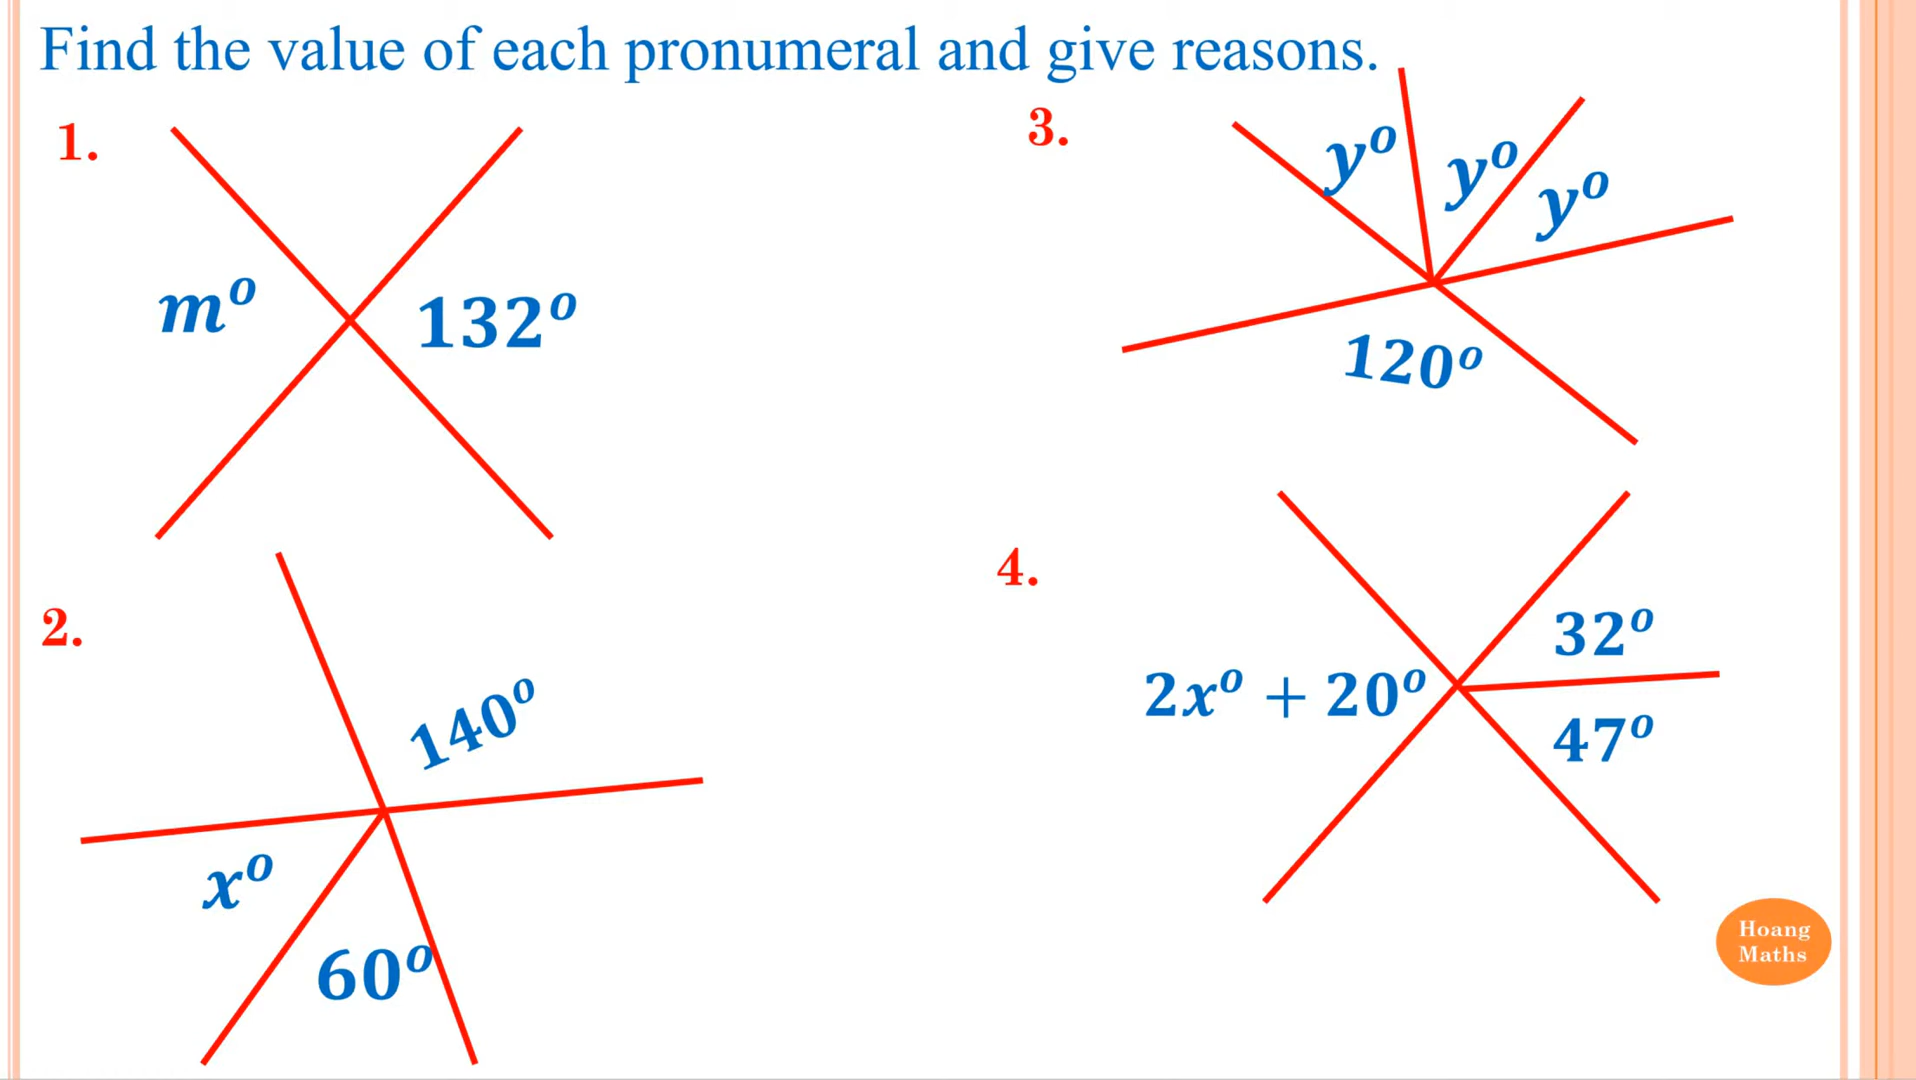 Find the value of each pronumeral and give reasons.
1.
mº
132º
2.
140º
xº
60º
3.
yº
yº
yº
120º
4.
2xº + 20º
32º
47º
Hoang
Maths